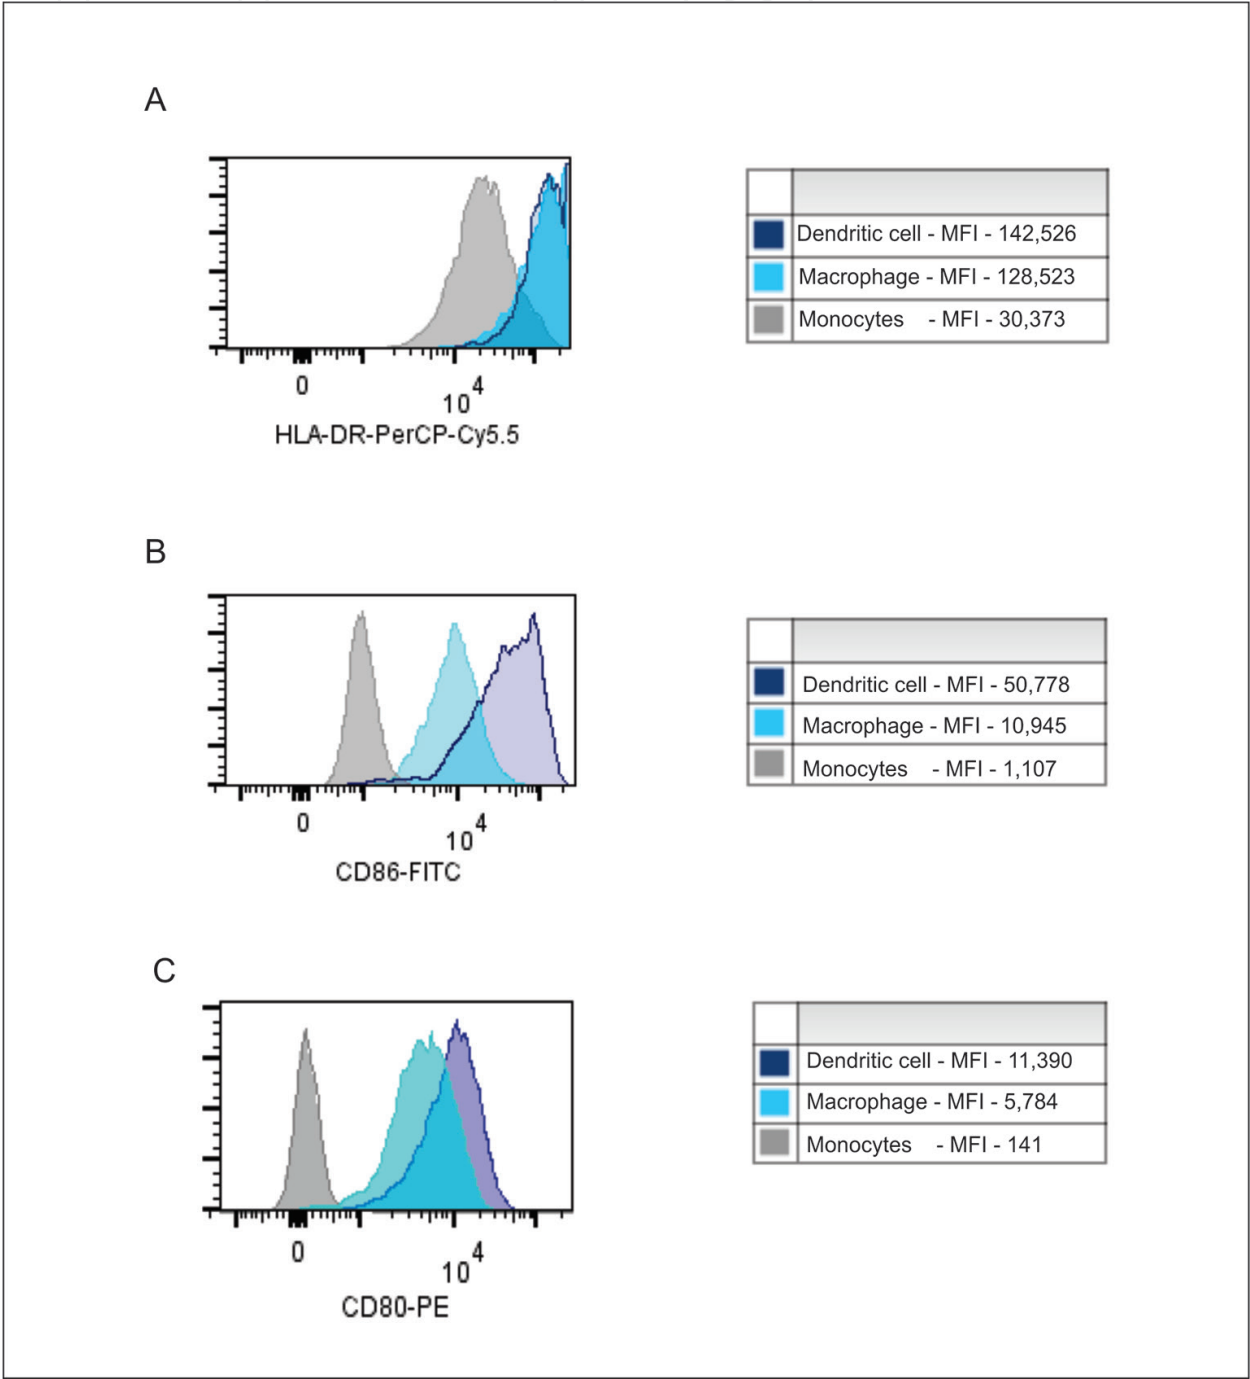 A
Dendritic cell - MFI - 142,526
Macrophage - MFI - 128,523
Monocytes - MFI - 30,373
0
10^4
HLA-DR-PerCP-Cy5.5
B
Dendritic cell - MFI - 50,778
Macrophage - MFI - 10,945
Monocytes - MFI - 1,107
0
10^4
CD86-FITC
C
Dendritic cell - MFI - 11,390
Macrophage - MFI - 5,784
Monocytes - MFI - 141
0
10^4
CD80-PE